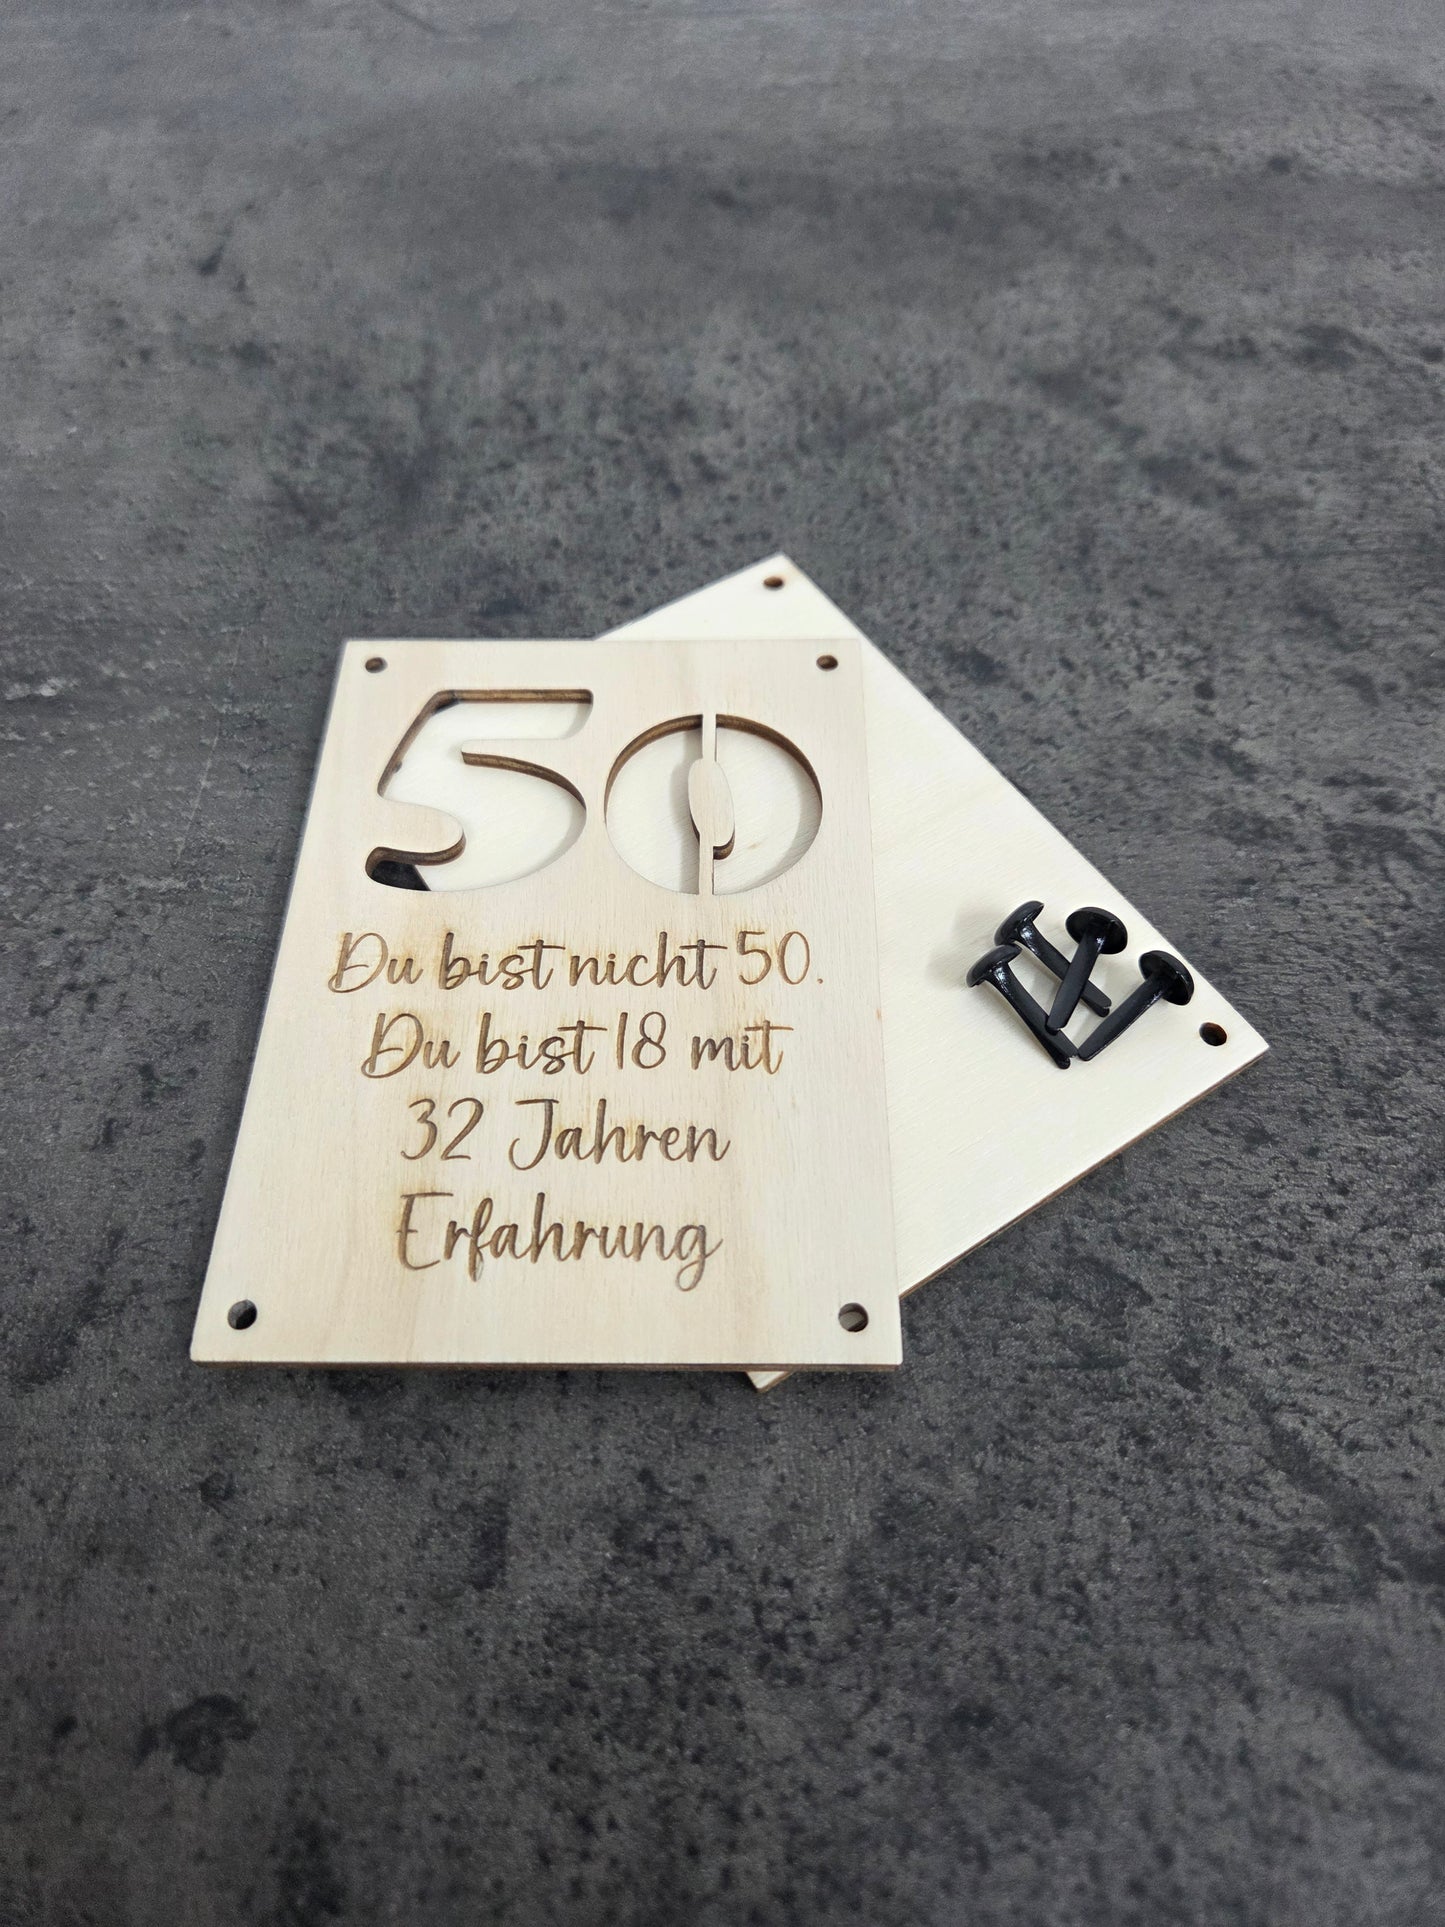 50
Du bist nicht 50.
Du bist 18 mit
32 Jahren
Erfahrung